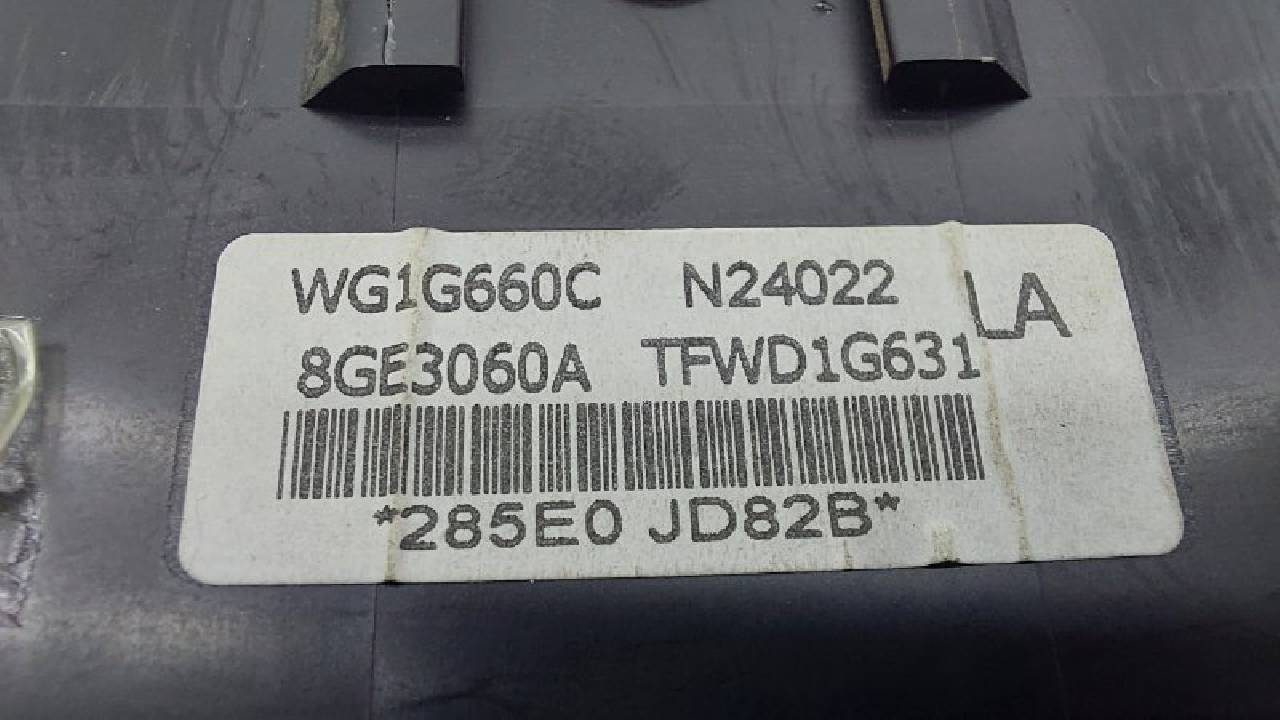 WG1G660C N24022 LA
8GE3060A TFWD1G631
*285E0 JD82B*